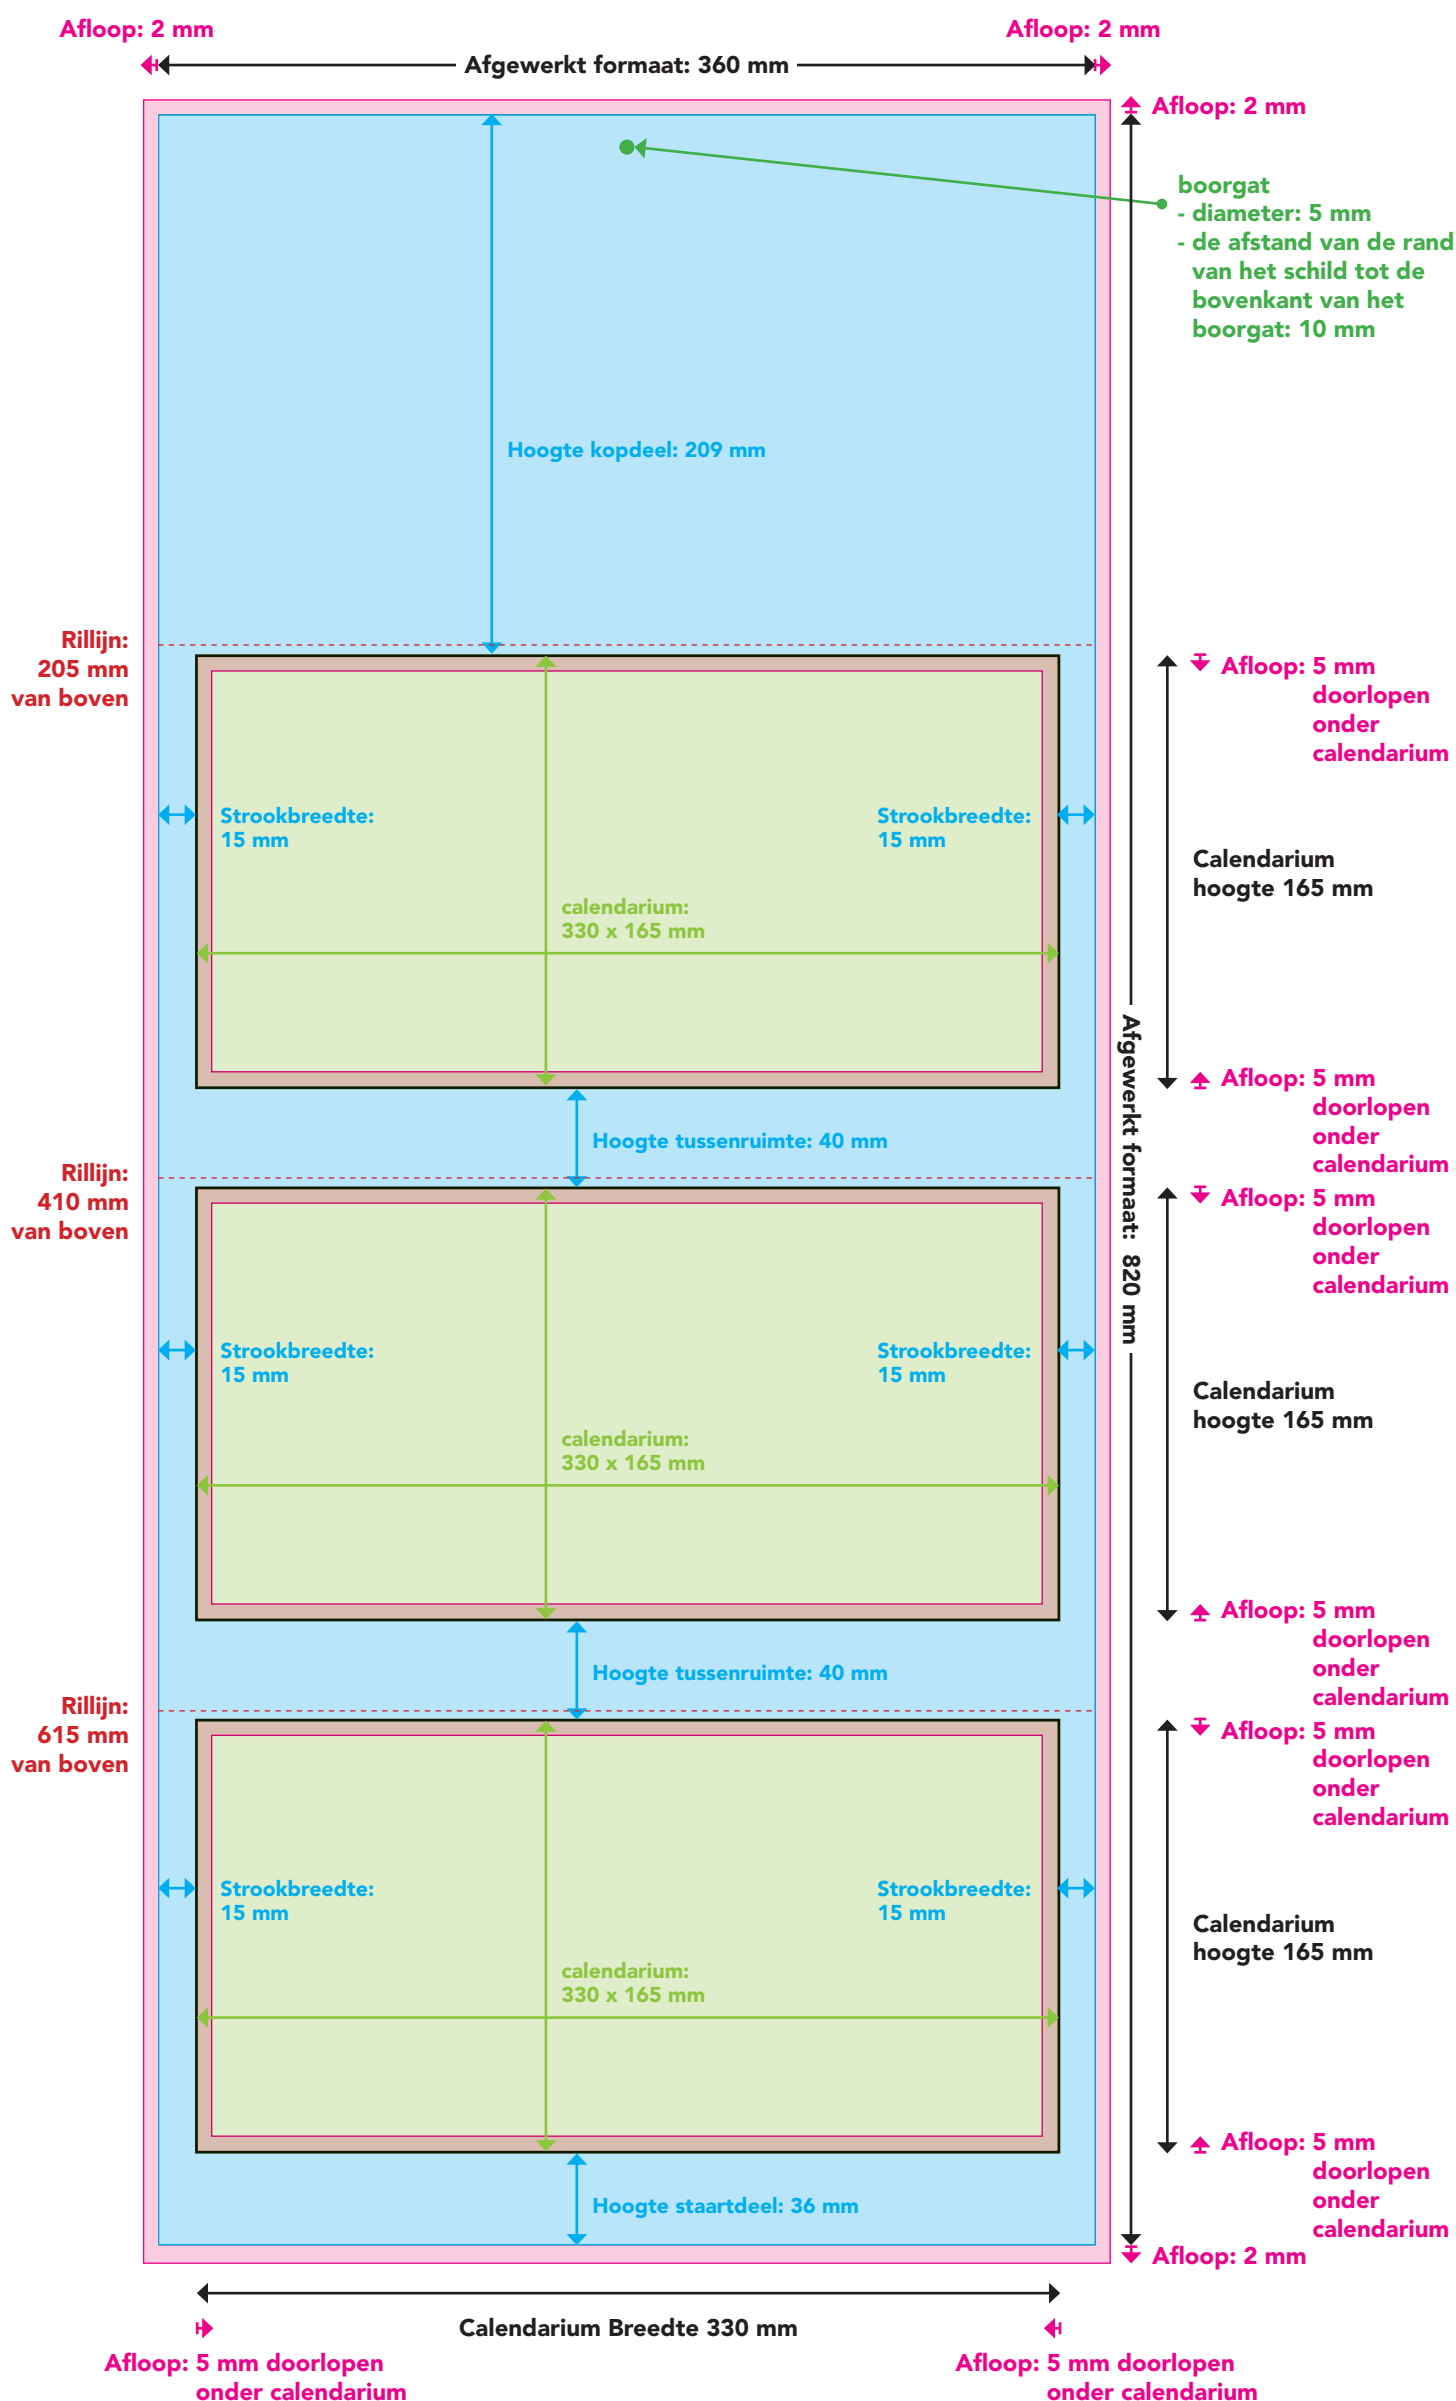 Afloop: 2 mm
Afloop: 2 mm
Afgewerkt formaat: 360 mm
Afloop: 2 mm
boorgat
- diameter: 5 mm
- de afstand van de rand
van het schild tot de
bovenkant van het
boorgat: 10 mm
Hoogte kopdeel: 209 mm
Rillijn:
205 mm
van boven
Afloop: 5 mm
doorlopen
onder
calendarium
Strookbreedte:
15 mm
Strookbreedte:
15 mm
Calendarium
hoogte 165 mm
calendarium:
330 x 165 mm
Afgewerkt formaat: 820 mm
Afloop: 5 mm
doorlopen
onder
calendarium
Hoogte tussenruimte: 40 mm
Rillijn:
410 mm
van boven
Afloop: 5 mm
doorlopen
onder
calendarium
Strookbreedte:
15 mm
Strookbreedte:
15 mm
Calendarium
hoogte 165 mm
calendarium:
330 x 165 mm
Afloop: 5 mm
doorlopen
onder
calendarium
Hoogte tussenruimte: 40 mm
Rillijn:
615 mm
van boven
Afloop: 5 mm
doorlopen
onder
calendarium
Strookbreedte:
15 mm
Strookbreedte:
15 mm
Calendarium
hoogte 165 mm
calendarium:
330 x 165 mm
Afloop: 5 mm
doorlopen
onder
calendarium
Hoogte staartdeel: 36 mm
Afloop: 2 mm
Calendarium Breedte 330 mm
Afloop: 5 mm doorlopen
onder calendarium
Afloop: 5 mm doorlopen
onder calendarium